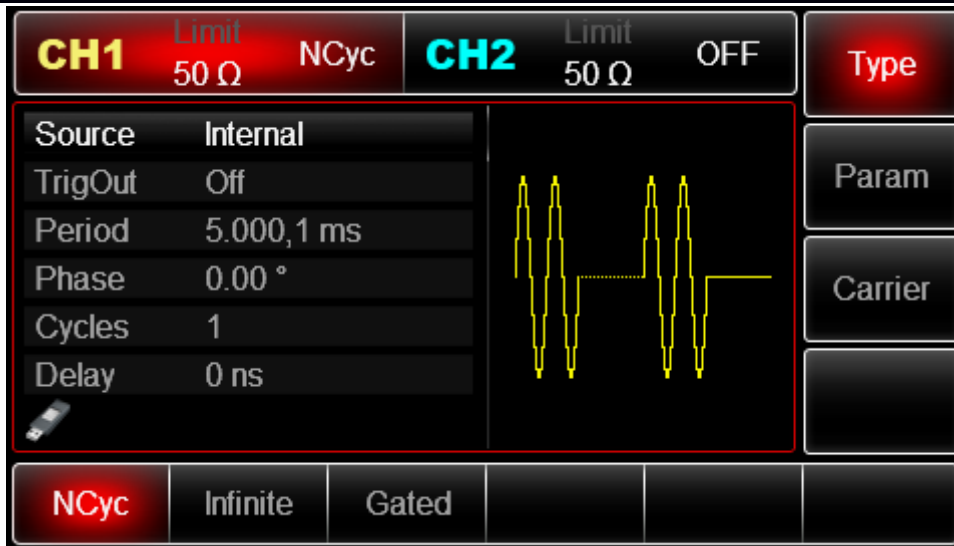 CH1 Limit 50 Ω NCyc CH2 Limit 50 Ω OFF
Type
Source Internal
TrigOut Off
Param
Period 5.000,1 ms
Phase 0.00 °
Carrier
Cycles 1
Delay 0 ns
NCyc Infinite Gated